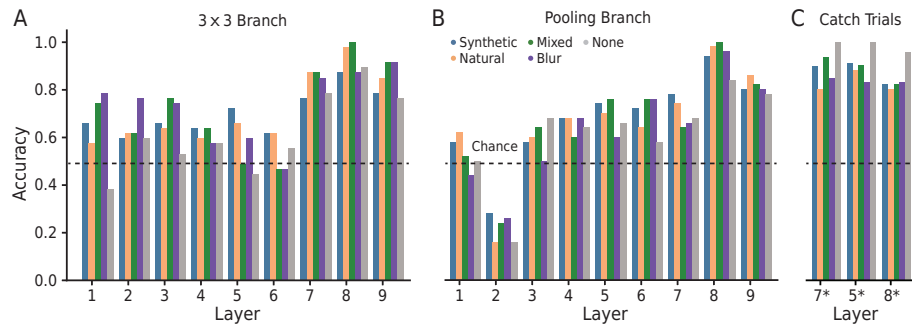 A
3 x 3 Branch
Accuracy
1.0
0.8
0.6
0.4
0.2
0.0
1 2 3 4 5 6 7 8 9
Layer
B
Pooling Branch
Synthetic Mixed None
Natural Blur
Chance
1 2 3 4 5 6 7 8 9
Layer
C
Catch Trials
7* 5* 8*
Layer